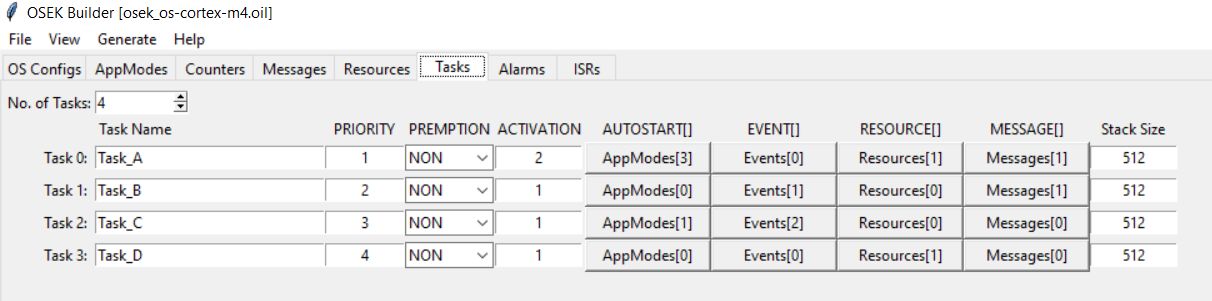 OSEK Builder [osek_os-cortex-m4.oil]
File View Generate Help
OS Configs AppModes Counters Messages Resources Tasks Alarms ISRs
No. of Tasks: 4
Task Name PRIORITY PREMPTION ACTIVATION AUTOSTART[] EVENT[] RESOURCE[] MESSAGE[] Stack Size
Task 0: Task_A 1 NON 2 AppModes[3] Events[0] Resources[1] Messages[1] 512
Task 1: Task_B 2 NON 1 AppModes[0] Events[1] Resources[0] Messages[1] 512
Task 2: Task_C 3 NON 1 AppModes[1] Events[2] Resources[0] Messages[0] 512
Task 3: Task_D 4 NON 1 AppModes[0] Events[0] Resources[1] Messages[0] 512